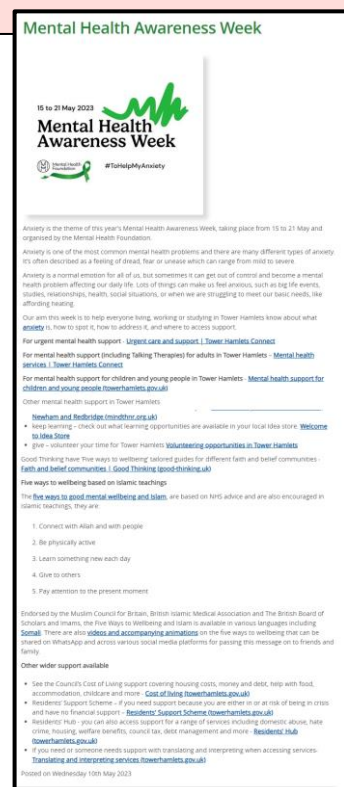 Mental Health Awareness Week
15 to 21 May 2023
Mental Health
Awareness Week
Mental Health
Foundation
#ToHelpMyAnxiety
Anxiety is the theme of this year's Mental Health Awareness Week, taking place from 15 to 21 May and
organised by the Mental Health Foundation.
Anxiety is one of the most common mental health problems and there are many different types of anxiety.
It's often described as a feeling of dread, fear or unease which can range from mild to severe
Anxiety is a normal emotion for all of us, but sometimes it can get out of control and become a mental
health problem affecting our daily life. Lots of things can make us feel anxious, such as big life events,
studies, relationships, health, social situations, or when we are struggling to meet our basic needs, like
affording heating.
Our aim this week is to help everyone living, working or studying in Tower Hamlets know about what
anxiety is, how to spot it, how to address it, and where to access support.
For urgent mental health support - Urgent care and support | Tower Hamlets Connect
For mental health support (including Talking Therapies) for adults in Tower Hamlets – Mental health
services | Tower Hamlets Connect
For mental health support for children and young people in Tower Hamlets - Mental health support for
children and young people (towerhamlets.gov.uk)
Other mental health support in Tower Hamlets
Newham and Redbridge (mindthnr.org.uk)
• keep learning – check out what learning opportunities are available in your local Idea store. Welcome
to Idea Store
• give – volunteer your time for Tower Hamlets Volunteering opportunities in Tower Hamlets
Good Thinking have 'Five ways to wellbeing' tailored guides for different faith and belief communities -
Faith and belief communities | Good Thinking (good-thinking.uk)
Five ways to wellbeing based on Islamic teachings
The five ways to good mental wellbeing and Islam, are based on NHS advice and are also encouraged in
Islamic teachings, they are
1. Connect with Allah and with people
2. Be physically active
3. Learn something new each day
4. Give to others
5. Pay attention to the present moment
Endorsed by the Muslim Council for Britain, British Islamic Medical Association and The British Board of
Scholars and Imams, the Five Ways to Wellbeing and Islam is available in various languages including
Somali. There are also videos and accompanying animations on the five ways to wellbeing that can be
shared on WhatsApp and across various social media platforms for passing this message on to friends and
family.
Other wider support available
• See the Council's Cost of Living support covering housing costs, money and debt, help with food,
accommodation, childcare and more - Cost of living (towerhamlets.gov.uk)
• Residents' Support Scheme – if you need support because you are either in or at risk of being in crisis
and have no financial support – Residents' Support Scheme (towerhamlets.gov.uk)
• Residents' Hub - you can also access support for a range of services including domestic abuse, hate
crime, housing, welfare benefits, council tax, debt management and more - Residents' Hub
(towerhamlets.gov.uk)
• If you need or someone needs support with translating and interpreting when accessing services-
Translating and interpreting services (towerhamlets.gov.uk)
Posted on Wednesday 10th May 2023